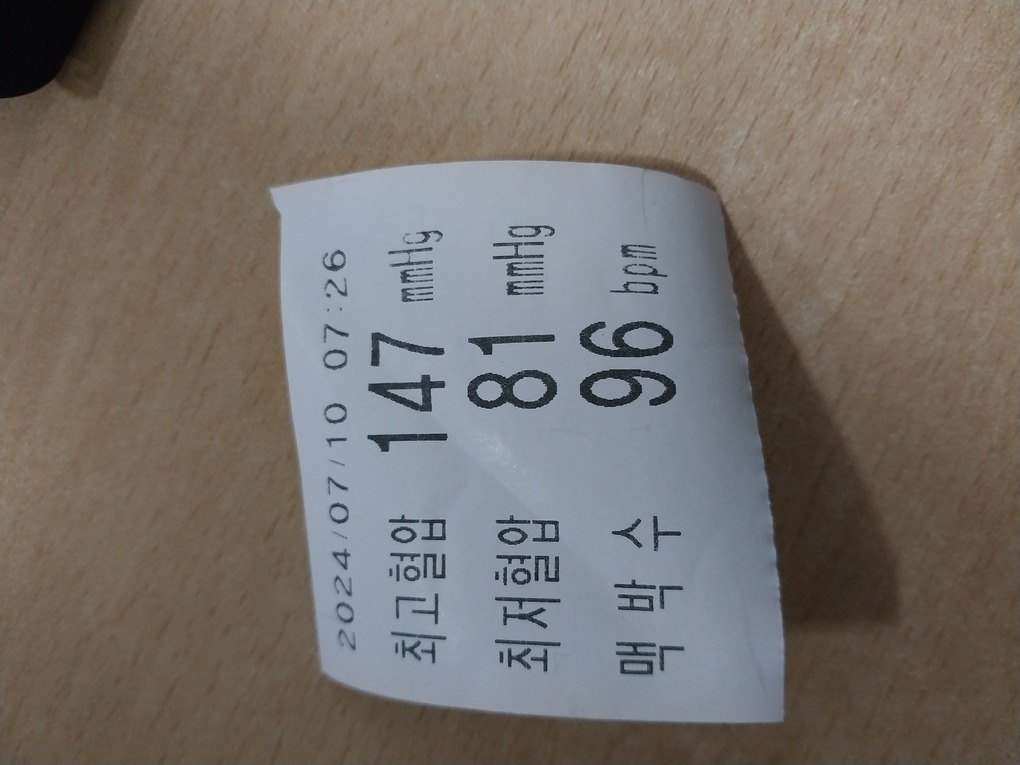 2024/07/10 07:26
최고혈압 147 mmHg
최저혈압 81 mmHg
맥 박 수 96 bpm